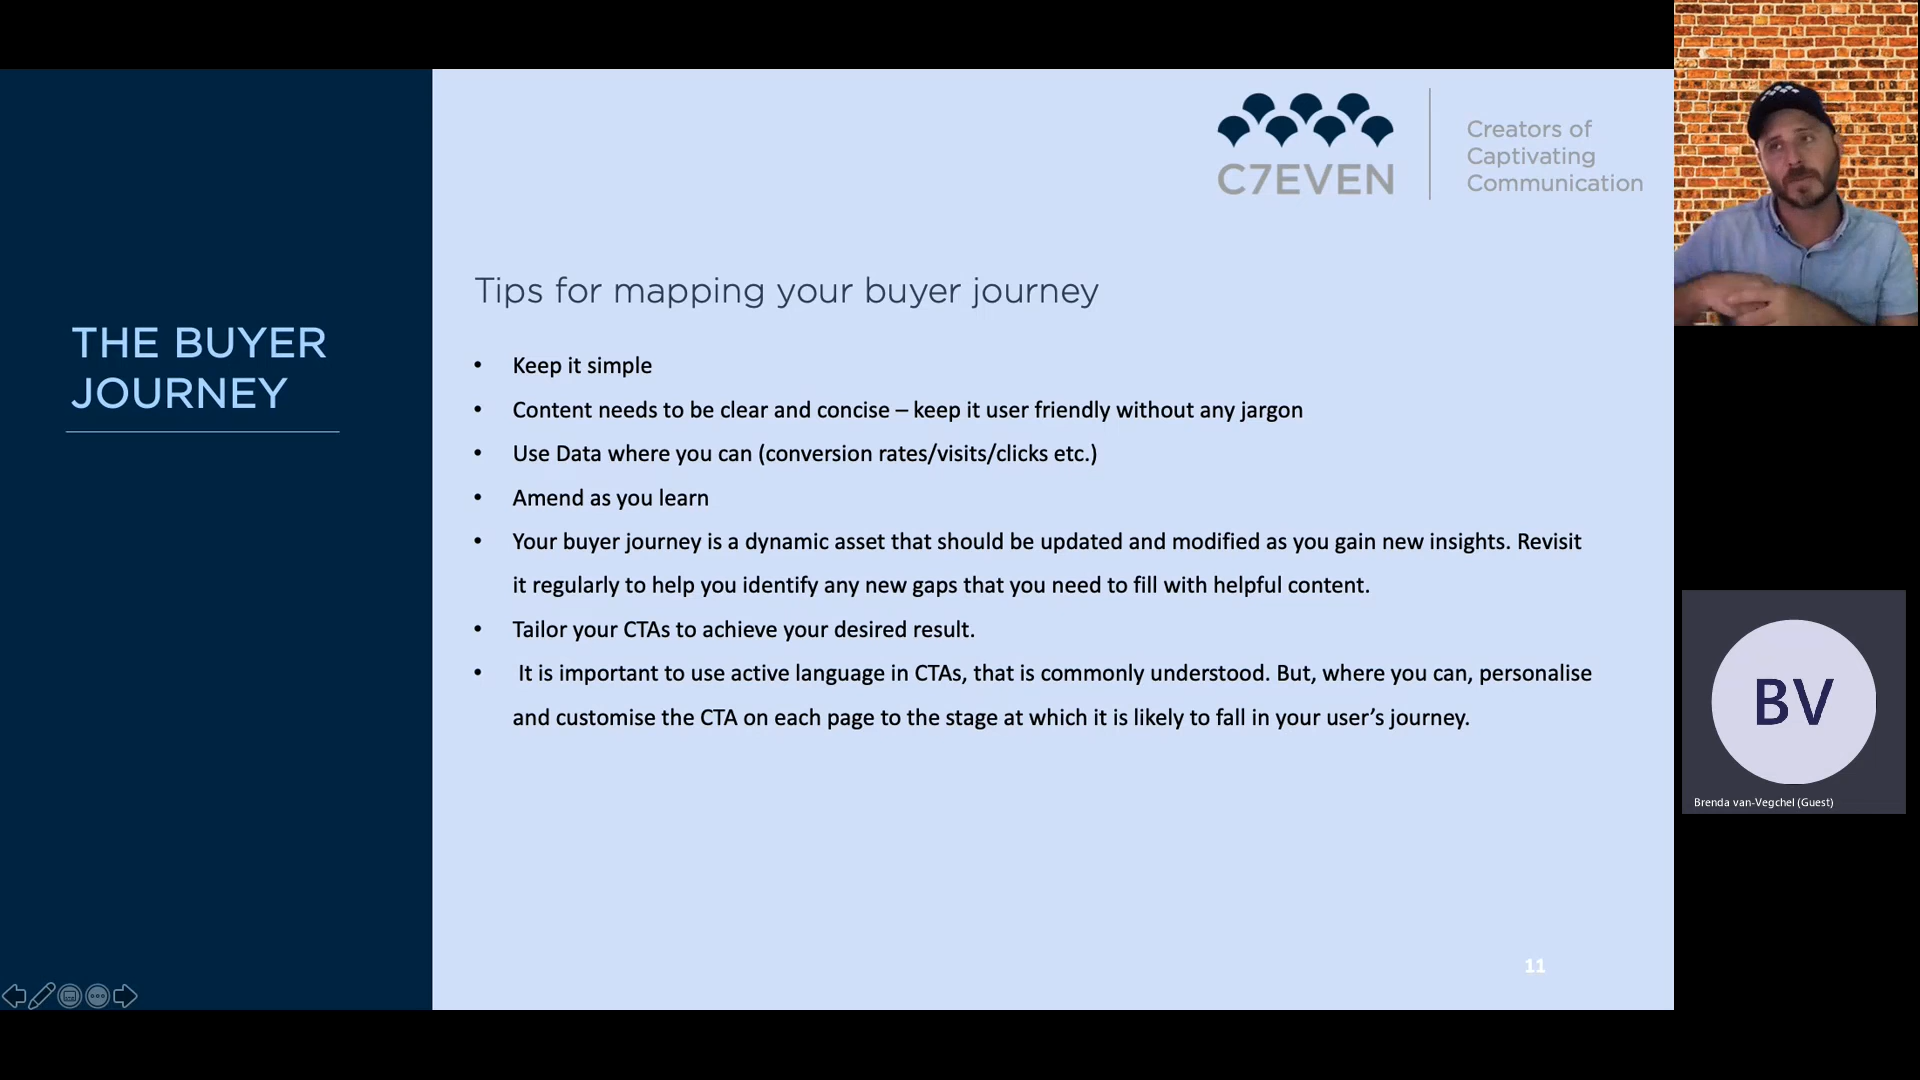 THE BUYER
JOURNEY
C7EVEN
Creators of
Captivating
Communication
Tips for mapping your buyer journey
• Keep it simple
• Content needs to be clear and concise – keep it user friendly without any jargon
• Use Data where you can (conversion rates/visits/clicks etc.)
• Amend as you learn
• Your buyer journey is a dynamic asset that should be updated and modified as you gain new insights. Revisit
it regularly to help you identify any new gaps that you need to fill with helpful content.
• Tailor your CTAs to achieve your desired result.
• It is important to use active language in CTAs, that is commonly understood. But, where you can, personalise
and customise the CTA on each page to the stage at which it is likely to fall in your user’s journey.
11
BV
Brenda van-Vegchel (Guest)